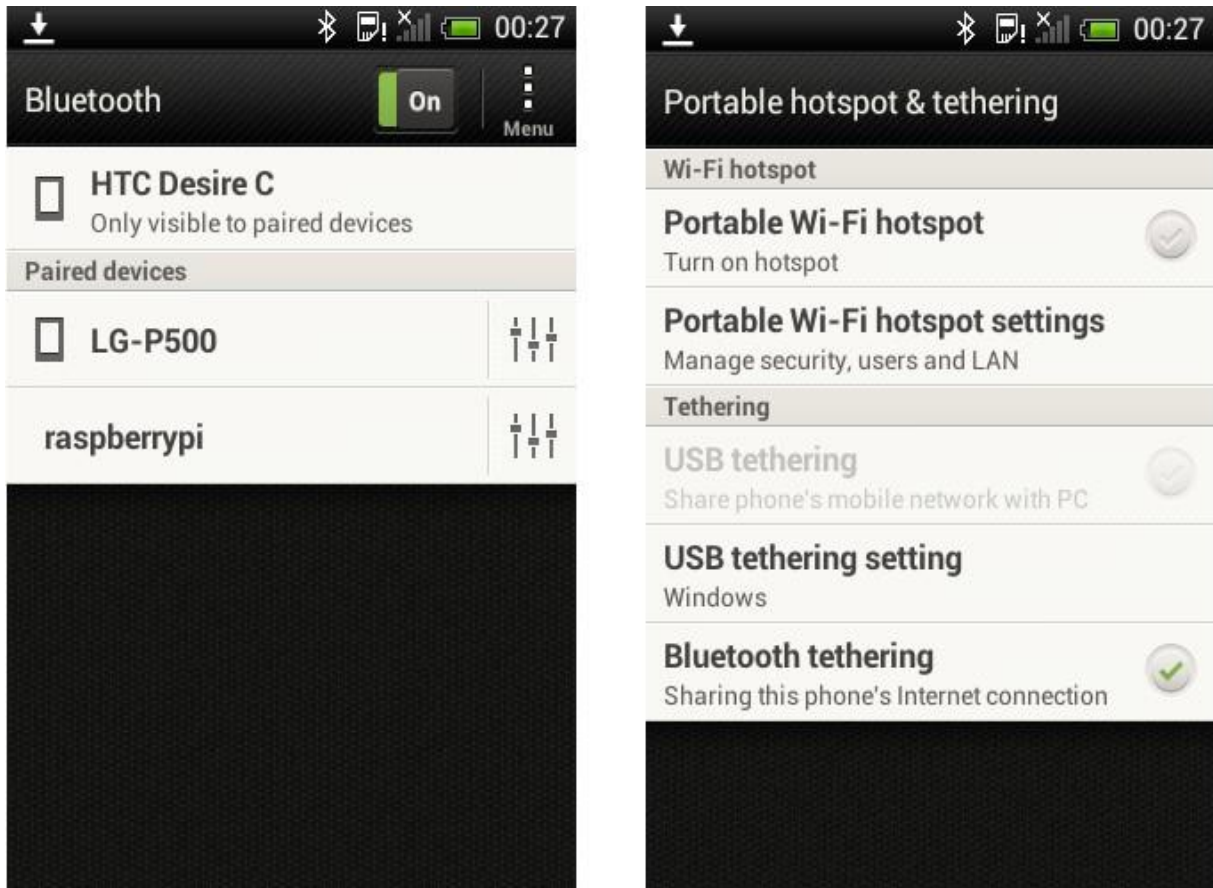 00:27
Bluetooth
On
Menu
HTC Desire C
Only visible to paired devices
Paired devices
LG-P500
raspberrypi
00:27
Portable hotspot & tethering
Wi-Fi hotspot
Portable Wi-Fi hotspot
Turn on hotspot
Portable Wi-Fi hotspot settings
Manage security, users and LAN
Tethering
USB tethering
Share phone's mobile network with PC
USB tethering setting
Windows
Bluetooth tethering
Sharing this phone's Internet connection